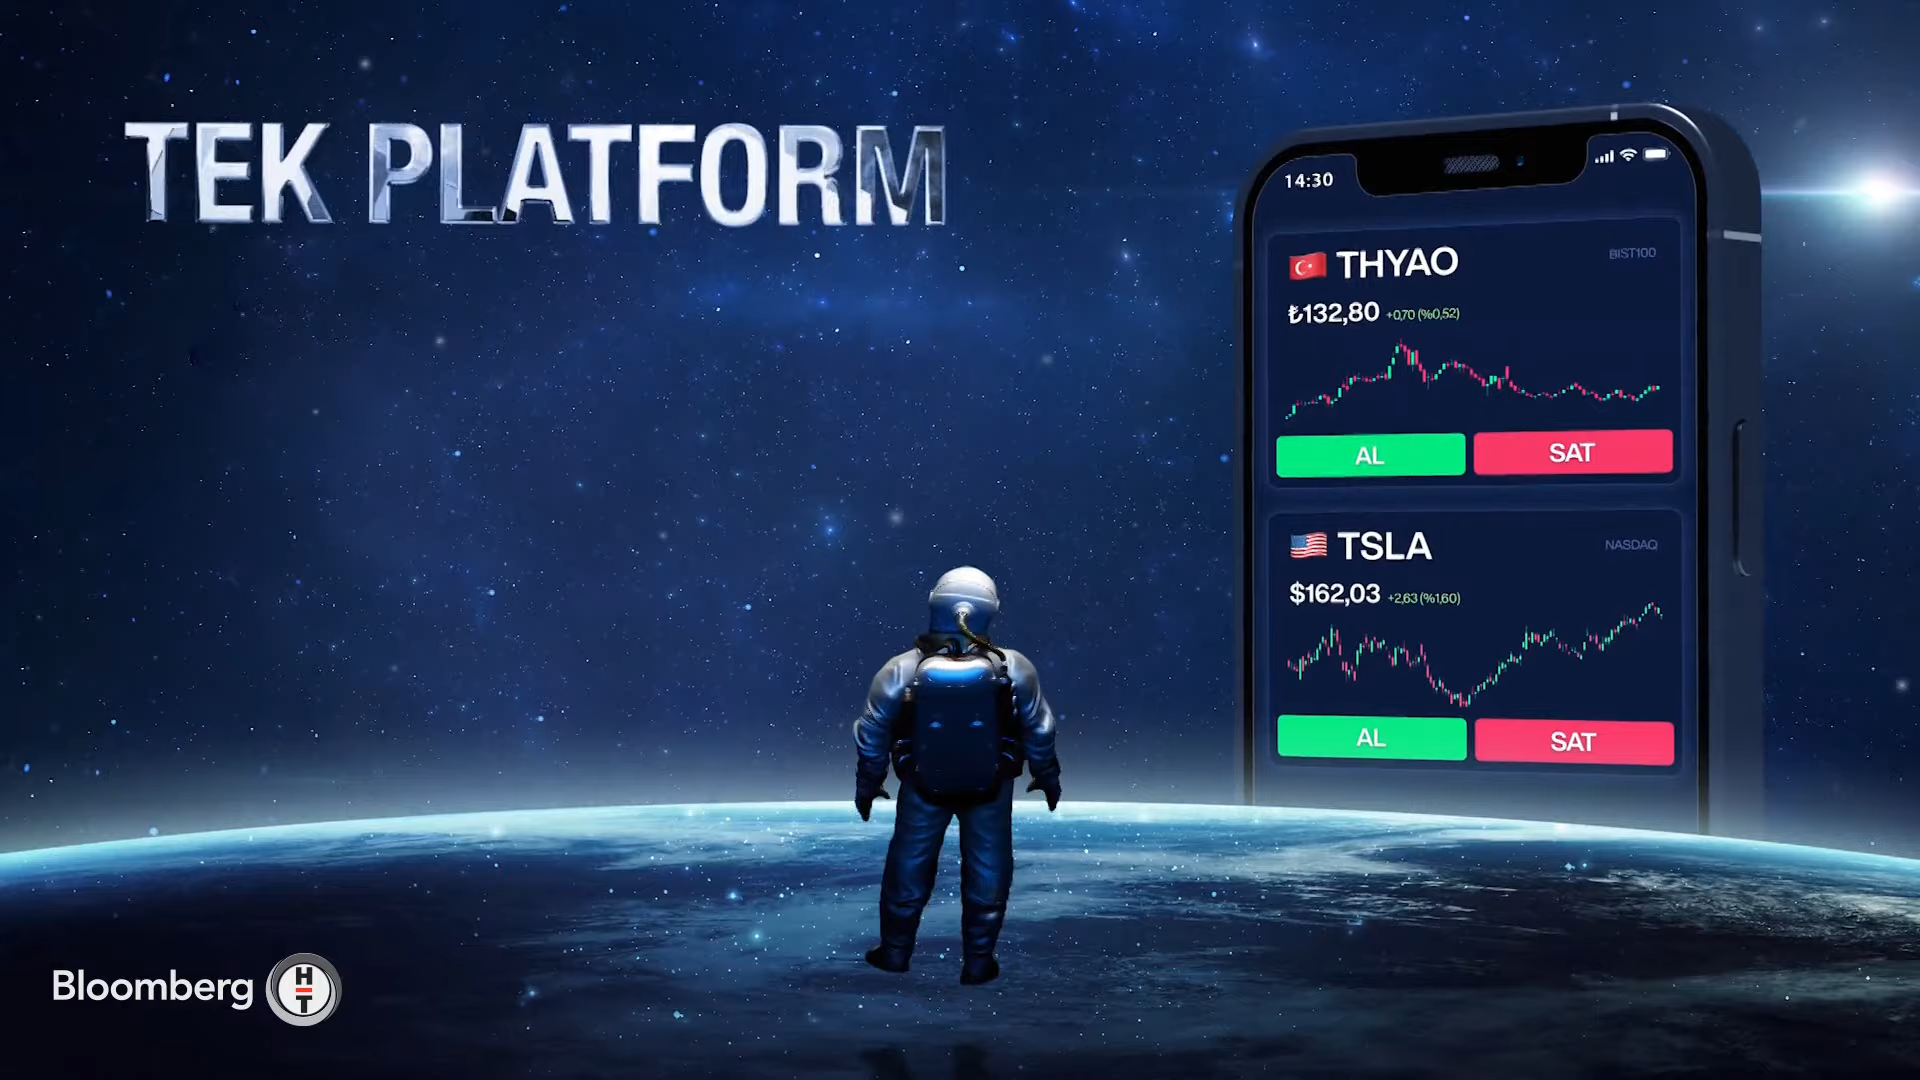 TEK PLATFORM
14:30
THYAO
BIST100
₺132,80 +0,70 (%0,52)
AL
SAT
TSLA
NASDAQ
$162,03 +2,63 (%1,60)
AL
SAT
Bloomberg HT